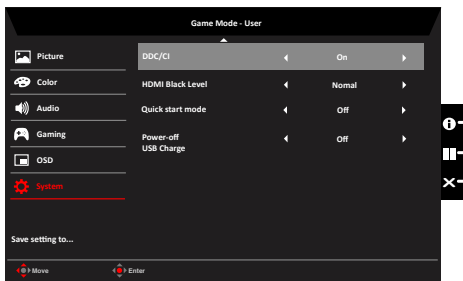 Game Mode - User
Picture
DDC/CI On
Color
HDMI Black Level Nomal
Audio
Quick start mode Off
Gaming
Power-off Off
USB Charge
OSD
System
Save setting to...
Move Enter